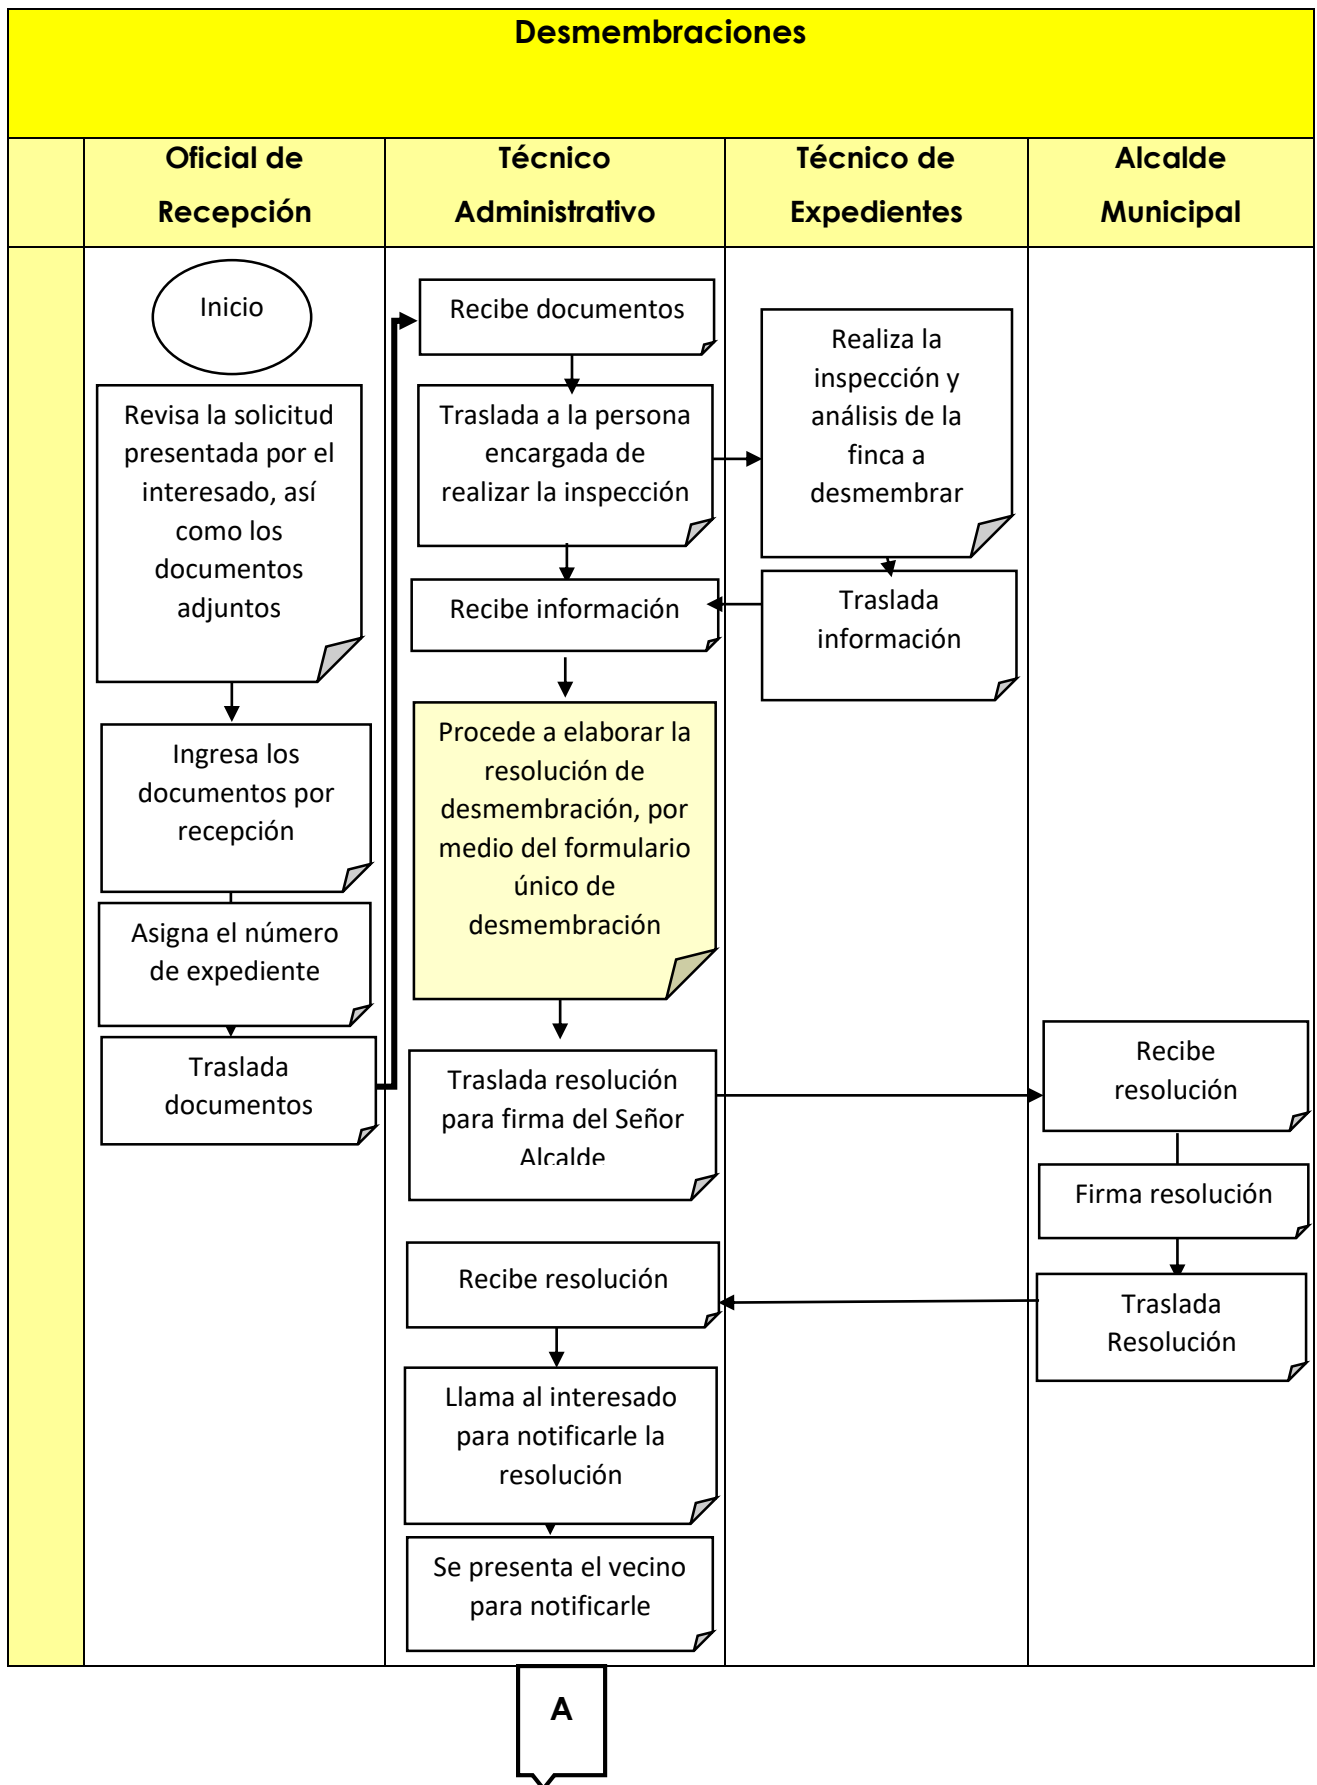 Desmembraciones
Oficial de
Recepción
Técnico
Administrativo
Técnico de
Expedientes
Alcalde
Municipal
Inicio
Revisa la solicitud
presentada por el
interesado, así
como los
documentos
adjuntos
Ingresa los
documentos por
recepción
Asigna el número
de expediente
Traslada
documentos
Recibe documentos
Traslada a la persona
encargada de
realizar la inspección
Realiza la
inspección y
análisis de la
finca a
desmembrar
Traslada
información
Recibe información
Procede a elaborar la
resolución de
desmembración, por
medio del formulario
único de
desmembración
Traslada resolución
para firma del Señor
Alcalde
Recibe
resolución
Firma resolución
Traslada
Resolución
Recibe resolución
Llama al interesado
para notificarle la
resolución
Se presenta el vecino
para notificarle
A